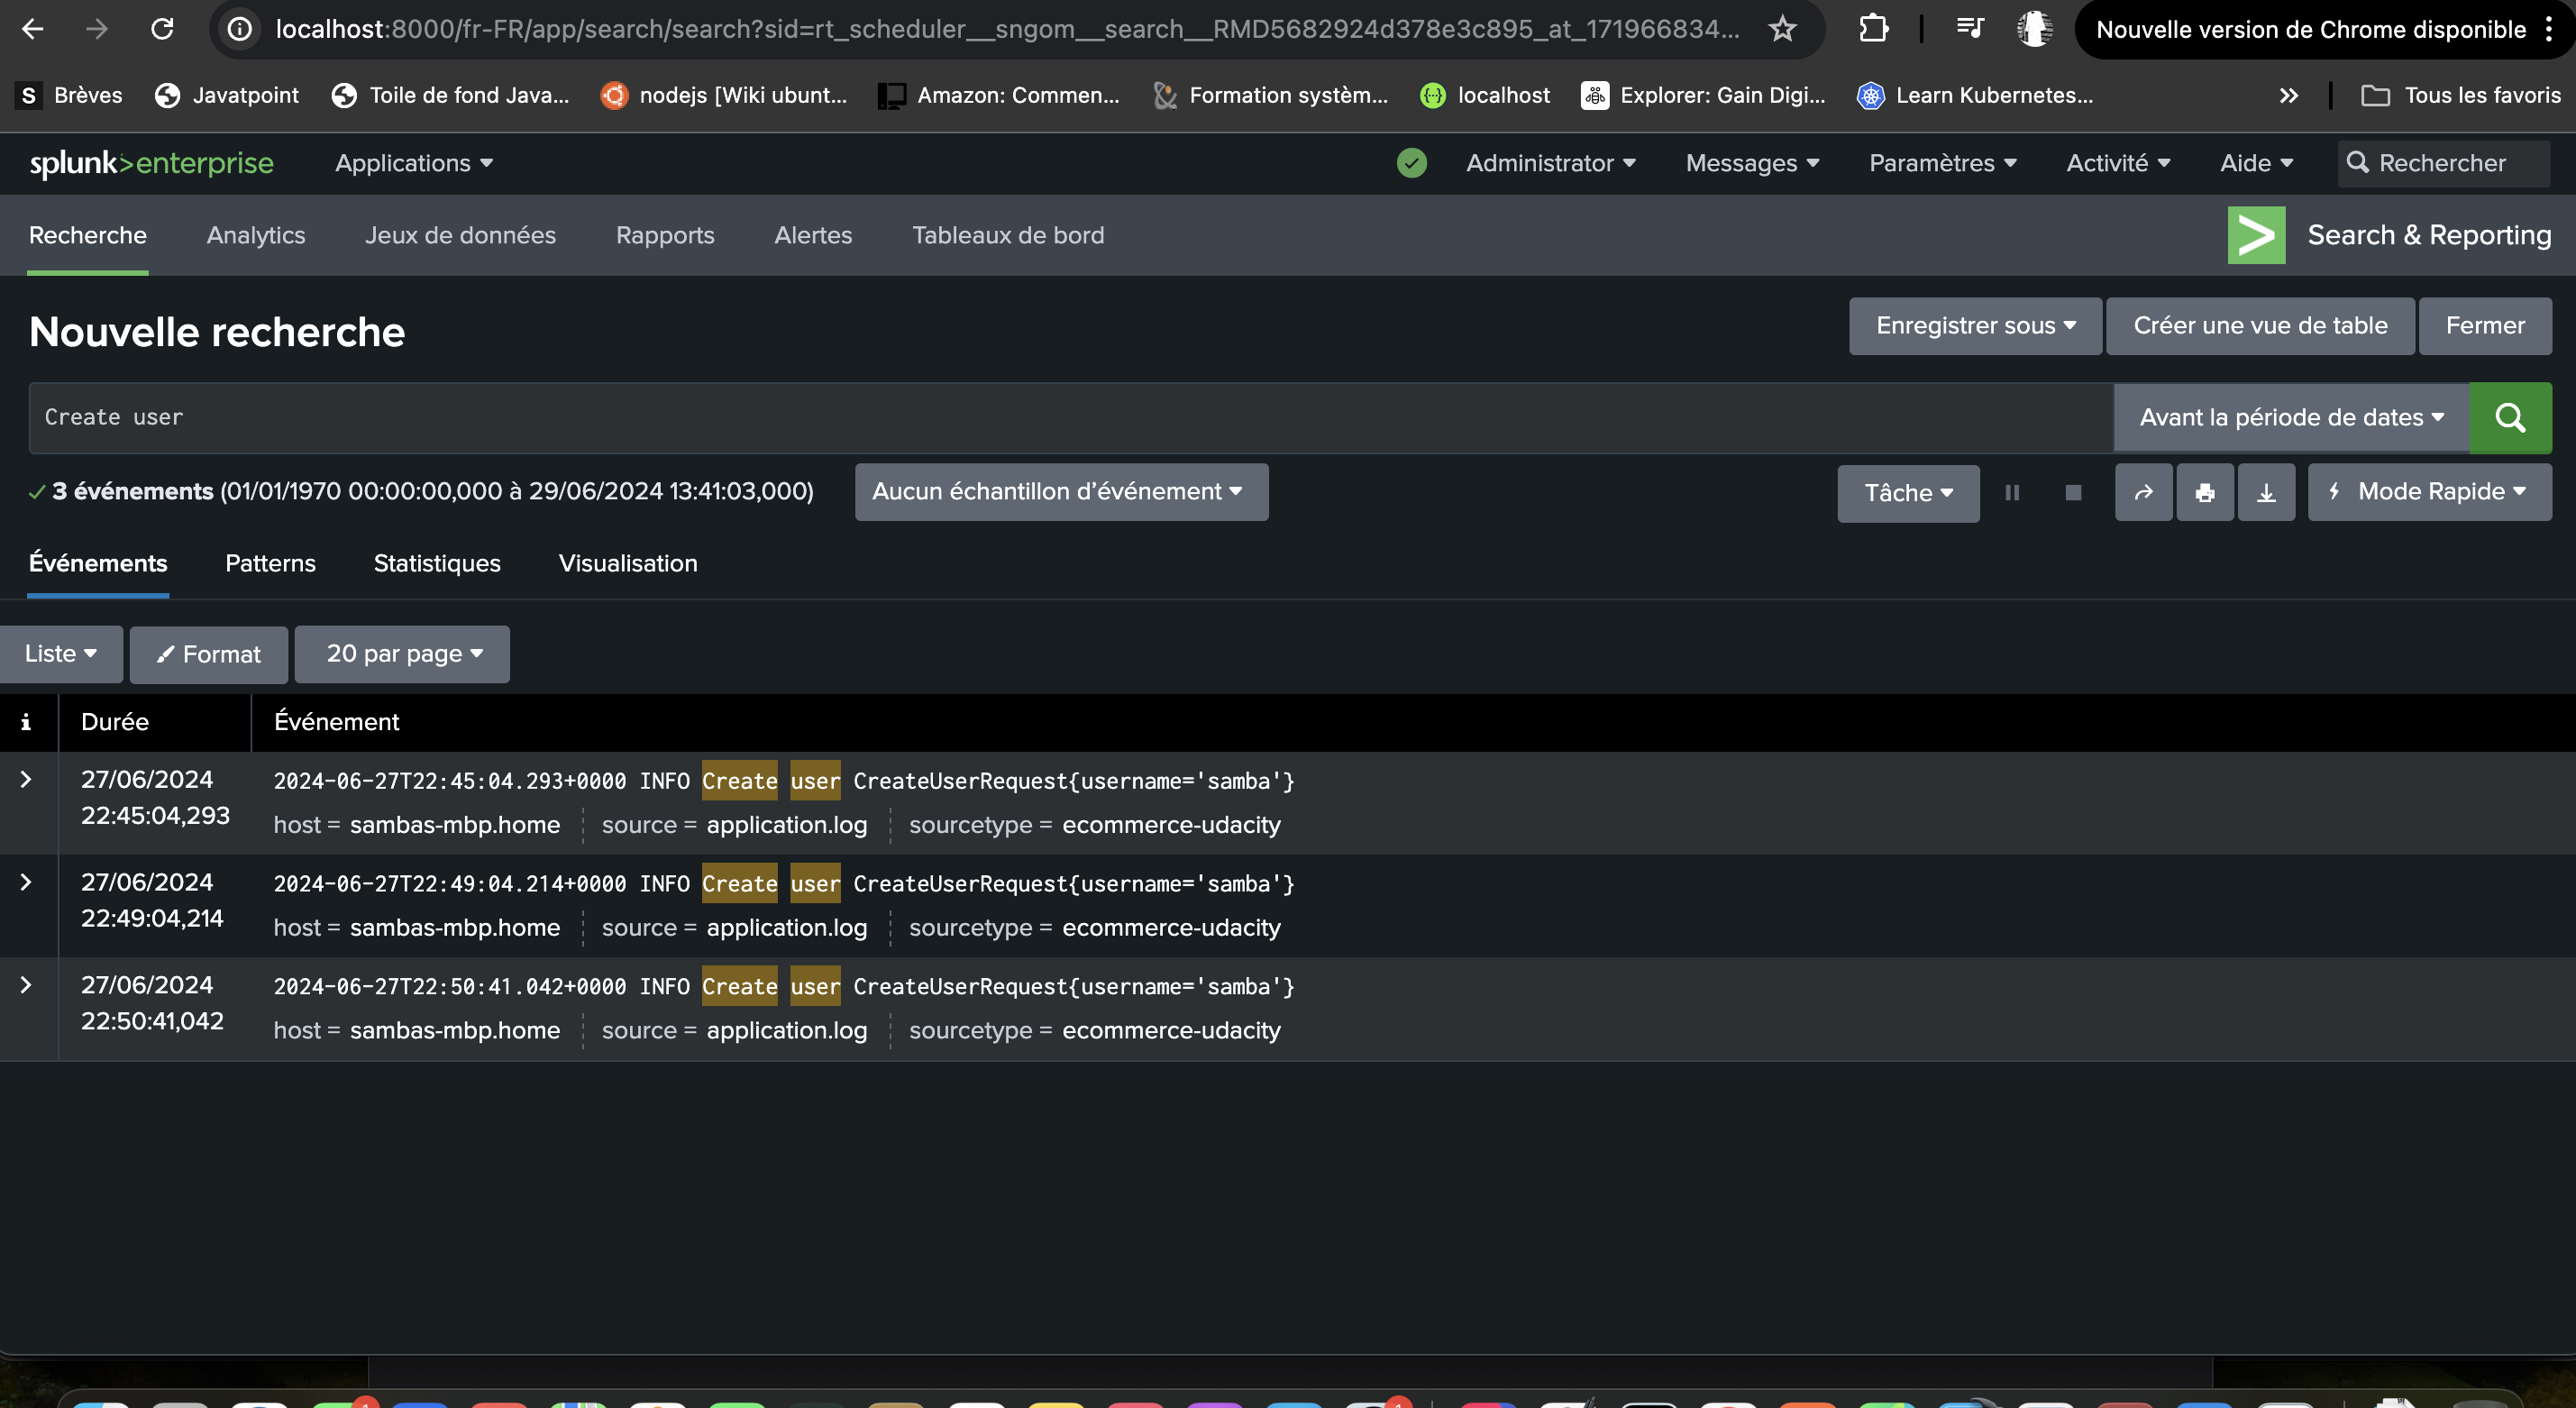 localhost:8000/fr-FR/app/search/search?sid=rt_scheduler__sngom__search__RMD5682924d378e3c895_at_171966834...
Nouvelle version de Chrome disponible
S Brèves Javatpoint Toile de fond Java... nodejs [Wiki ubunt... Amazon: Commen... Formation systèm... localhost Explorer: Gain Digi... Learn Kubernetes... Tous les favoris
splunk>enterprise Applications Administrator Messages Paramètres Activité Aide Rechercher
Recherche Analytics Jeux de données Rapports Alertes Tableaux de bord Search & Reporting
Nouvelle recherche Enregistrer sous Créer une vue de table Fermer
Create user Avant la période de dates
3 événements (01/01/1970 00:00:00,000 à 29/06/2024 13:41:03,000) Aucun échantillon d’événement Tâche Mode Rapide
Événements Patterns Statistiques Visualisation
Liste Format 20 par page
i Durée Événement
27/06/2024 2024-06-27T22:45:04.293+0000 INFO Create user CreateUserRequest{username='samba'}
22:45:04,293 host = sambas-mbp.home source = application.log sourcetype = ecommerce-udacity
27/06/2024 2024-06-27T22:49:04.214+0000 INFO Create user CreateUserRequest{username='samba'}
22:49:04,214 host = sambas-mbp.home source = application.log sourcetype = ecommerce-udacity
27/06/2024 2024-06-27T22:50:41.042+0000 INFO Create user CreateUserRequest{username='samba'}
22:50:41,042 host = sambas-mbp.home source = application.log sourcetype = ecommerce-udacity